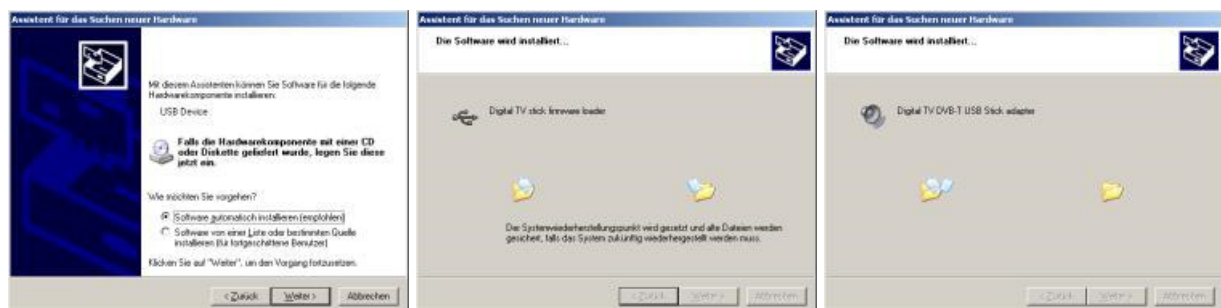 Assistent für das Suchen neuer Hardware
Mit diesem Assistenten können Sie Software für die folgende
Hardwarekomponente installieren:
USB Device
Falls die Hardwarekomponente mit einer CD
oder Diskette geliefert wurde, legen Sie diese
jetzt ein.
Wie möchten Sie vorgehen?
Software automatisch installieren (empfohlen)
Software von einer Liste oder bestimmten Quelle
installieren (für fortgeschrittene Benutzer)
Klicken Sie auf "Weiter", um den Vorgang fortzusetzen.
< Zurück Weiter > Abbrechen
Assistent für das Suchen neuer Hardware
Die Software wird installiert...
Digital TV stick firmware loader
Der Systemwiederherstellungspunkt wird gesetzt und alte Dateien werden
gesichert, falls das System zukünftig wiederhergestellt werden muss.
< Zurück Weiter > Abbrechen
Assistent für das Suchen neuer Hardware
Die Software wird installiert...
Digital TV DVB-T USB Stick adapter
< Zurück Weiter > Abbrechen